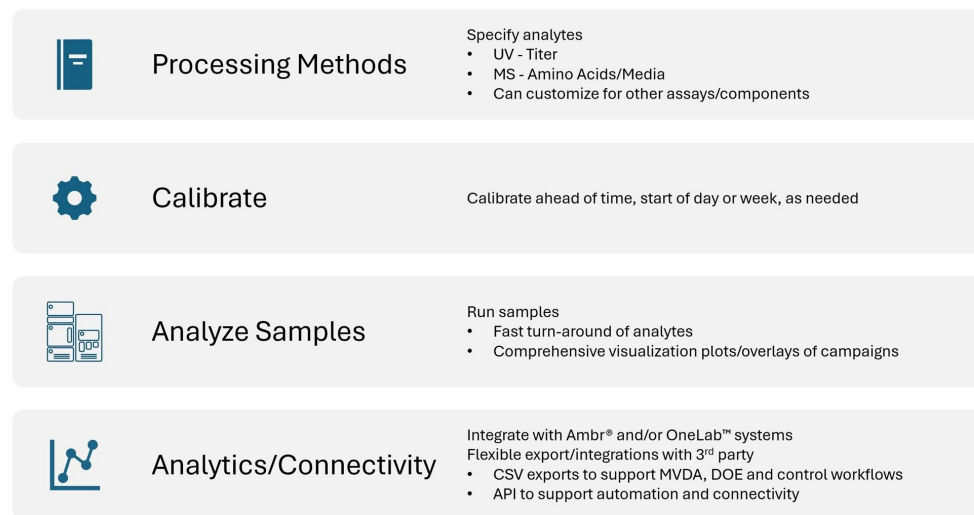 Processing Methods
Specify analytes
• UV - Titer
• MS - Amino Acids/Media
• Can customize for other assays/components
Calibrate
Calibrate ahead of time, start of day or week, as needed
Analyze Samples
Run samples
• Fast turn-around of analytes
• Comprehensive visualization plots/overlays of campaigns
Analytics/Connectivity
Integrate with Ambr® and/or OneLab™ systems
Flexible export/integrations with 3rd party
• CSV exports to support MVDA, DOE and control workflows
• API to support automation and connectivity